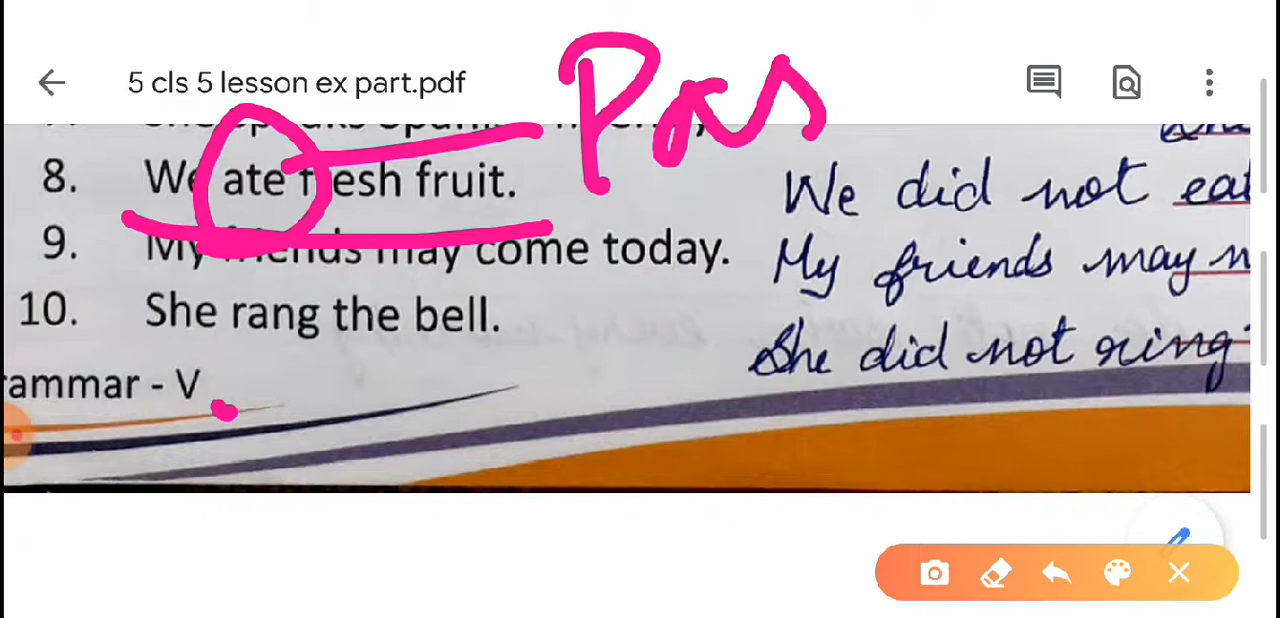 5 cls 5 lesson ex part.pdf
Pas
8. We ate fresh fruit. We did not eat
9. My friends may come today. My friends may n
10. She rang the bell. She did not ring
rammar - V